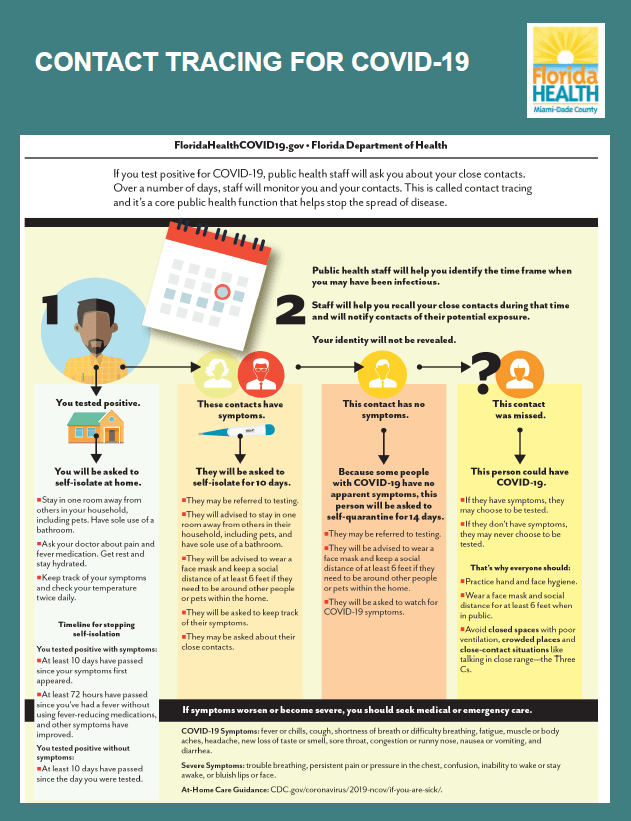 CONTACT TRACING FOR COVID-19
Florida
HEALTH
Miami-Dade County
FloridaHealthCOVID19.gov • Florida Department of Health
If you test positive for COVID-19, public health staff will ask you about your close contacts.
Over a number of days, staff will monitor you and your contacts. This is called contact tracing
and it's a core public health function that helps stop the spread of disease.
1
2
Public health staff will help you identify the time frame when
you may have been infectious.
Staff will help you recall your close contacts during that time
and will notify contacts of their potential exposure.
Your identity will not be revealed.
?
You tested positive.
You will be asked to
self-isolate at home.
Stay in one room away from
others in your household,
including pets. Have sole use of a
bathroom.
Ask your doctor about pain and
fever medication. Get rest and
stay hydrated.
Keep track of your symptoms
and check your temperature
twice daily.
Timeline for stopping
self-isolation
You tested positive with symptoms:
At least 10 days have passed
since your symptoms first
appeared.
At least 72 hours have passed
since you've had a fever without
using fever-reducing medications,
and other symptoms have
improved.
You tested positive without
symptoms:
At least 10 days have passed
since the day you were tested.
These contacts have
symptoms.
They will be asked to
self-isolate for 10 days.
They may be referred to testing.
They will advised to stay in one
room away from others in their
household, including pets, and
have sole use of a bathroom.
They will be advised to wear a
face mask and keep a social
distance of at least 6 feet if they
need to be around other people
or pets within the home.
They will be asked to keep track
of their symptoms.
They may be asked about their
close contacts.
This contact has no
symptoms.
Because some people
with COVID-19 have no
apparent symptoms, this
person will be asked to
self-quarantine for 14 days.
They may be referred to testing.
They will be advised to wear a
face mask and keep a social
distance of at least 6 feet if they
need to be around other people
or pets within the home.
They will be asked to watch for
COVID-19 symptoms.
This contact
was missed.
This person could have
COVID-19.
If they have symptoms, they
may choose to be tested.
If they don't have symptoms,
they may never choose to be
tested.
That's why everyone should:
Practice hand and face hygiene.
Wear a face mask and social
distance for at least 6 feet when
in public.
Avoid closed spaces with poor
ventilation, crowded places and
close-contact situations like
talking in close range—the Three
Cs.
If symptoms worsen or become severe, you should seek medical or emergency care.
COVID-19 Symptoms: fever or chills, cough, shortness of breath or difficulty breathing, fatigue, muscle or body
aches, headache, new loss of taste or smell, sore throat, congestion or runny nose, nausea or vomiting, and
diarrhea.
Severe Symptoms: trouble breathing, persistent pain or pressure in the chest, confusion, inability to wake or stay
awake, or bluish lips or face.
At-Home Care Guidance: CDC.gov/coronavirus/2019-ncov/if-you-are-sick/.